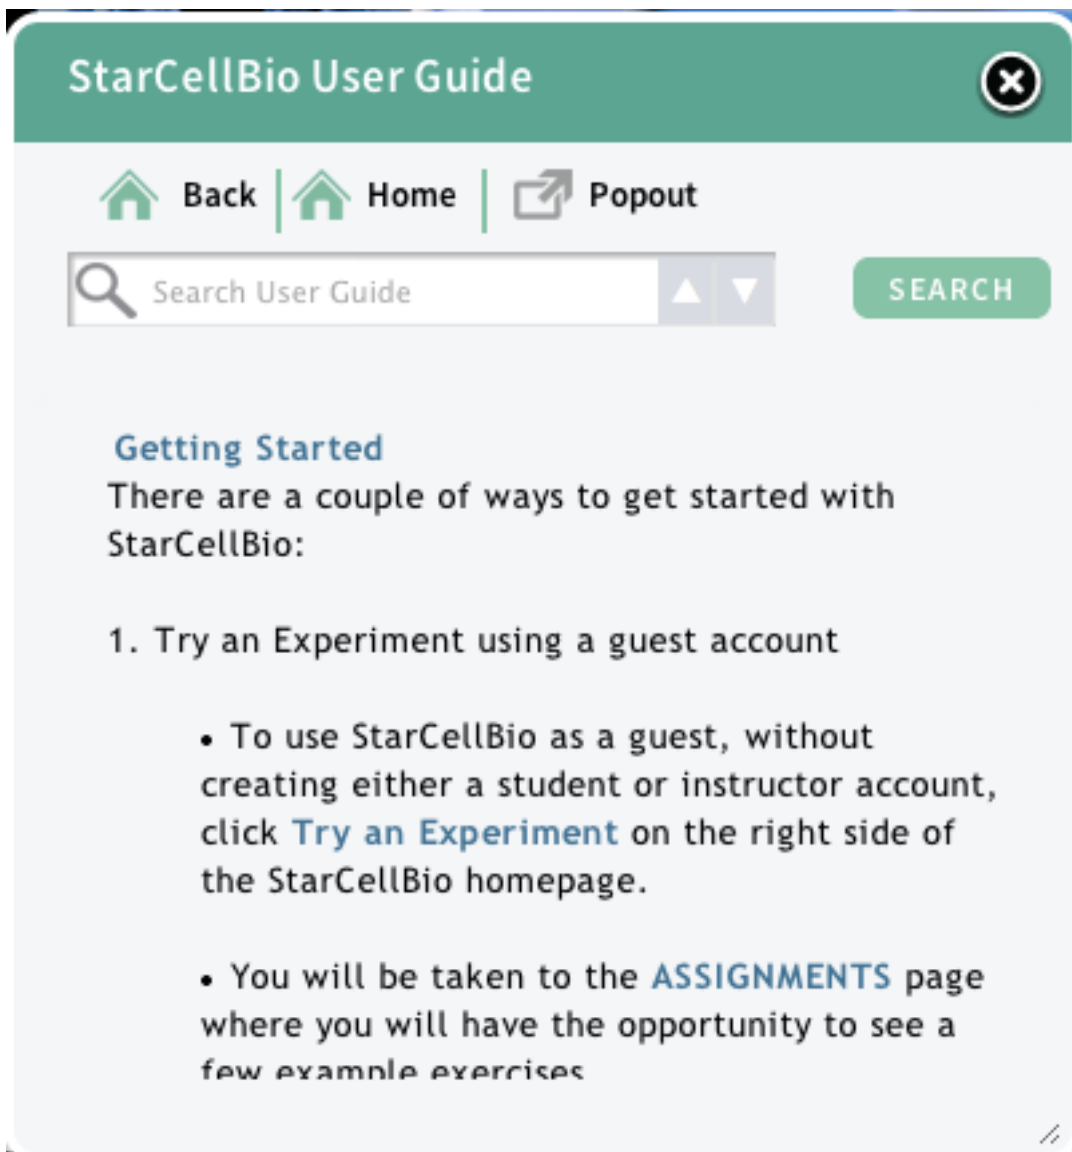 StarCellBio User Guide
Back
Home
Popout
Search User Guide
SEARCH
Getting Started
There are a couple of ways to get started with
StarCellBio:
1. Try an Experiment using a guest account
• To use StarCellBio as a guest, without
creating either a student or instructor account,
click Try an Experiment on the right side of
the StarCellBio homepage.
• You will be taken to the ASSIGNMENTS page
where you will have the opportunity to see a
few example exercises